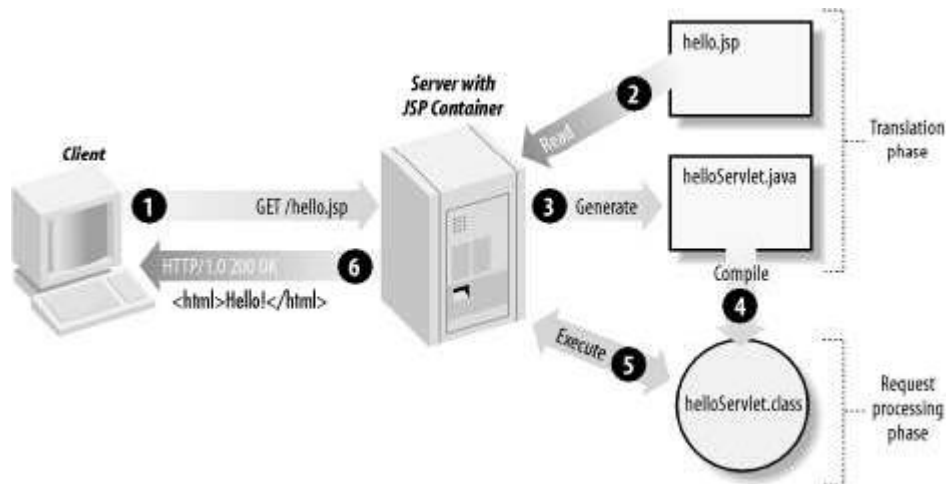 hello.jsp
Server with
JSP Container
2
Read
Translation
phase
Client
helloServlet.java
1
GET /hello.jsp
3
Generate
HTTP/1.0 200 OK
6
<html>Hello!</html>
Compile
4
Execute
5
helloServlet.class
Request
processing
phase